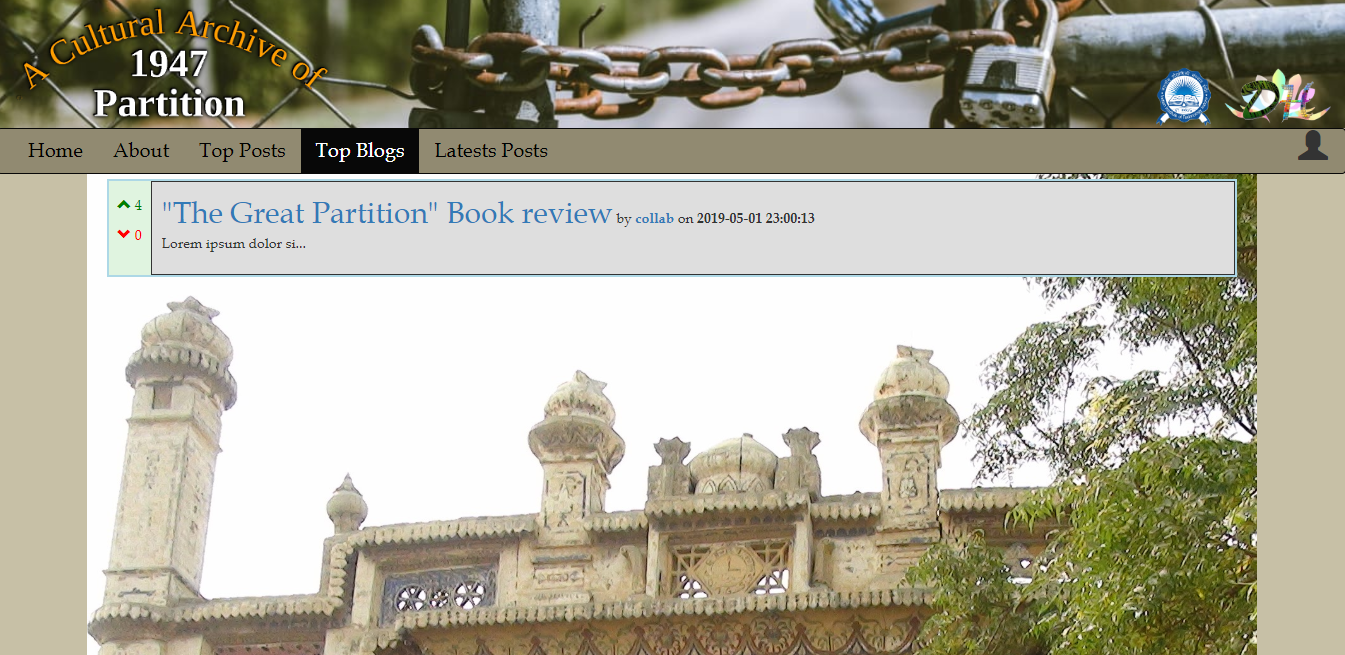 A Cultural Archive of
1947
Partition
Home About Top Posts Top Blogs Latests Posts
4
"The Great Partition" Book review by collab on 2019-05-01 23:00:13
0
Lorem ipsum dolor si...